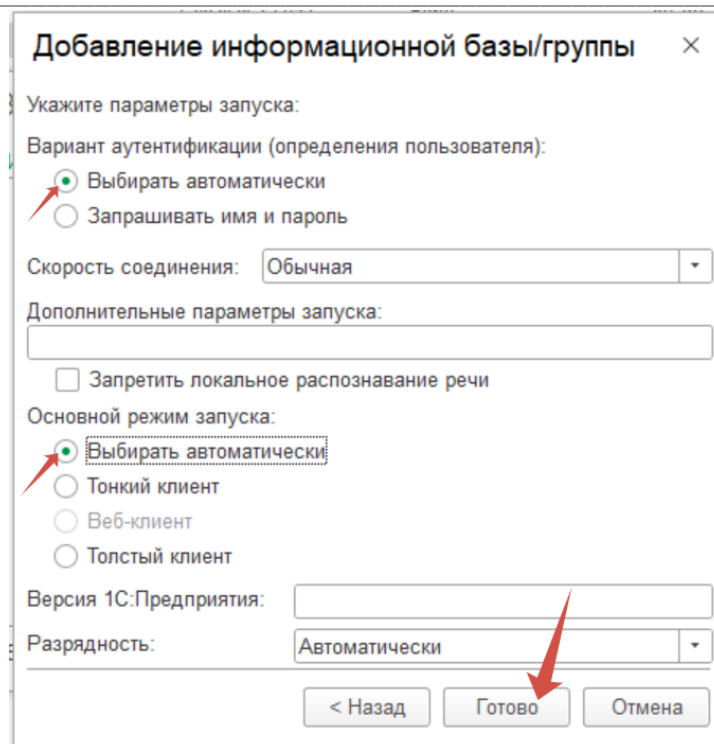 Добавление информационной базы/группы
Укажите параметры запуска:
Вариант аутентификации (определения пользователя):
Выбирать автоматически
Запрашивать имя и пароль
Скорость соединения: Обычная
Дополнительные параметры запуска:
Запретить локальное распознавание речи
Основной режим запуска:
Выбирать автоматически
Тонкий клиент
Веб-клиент
Толстый клиент
Версия 1С:Предприятия:
Разрядность: Автоматически
< Назад Готово Отмена